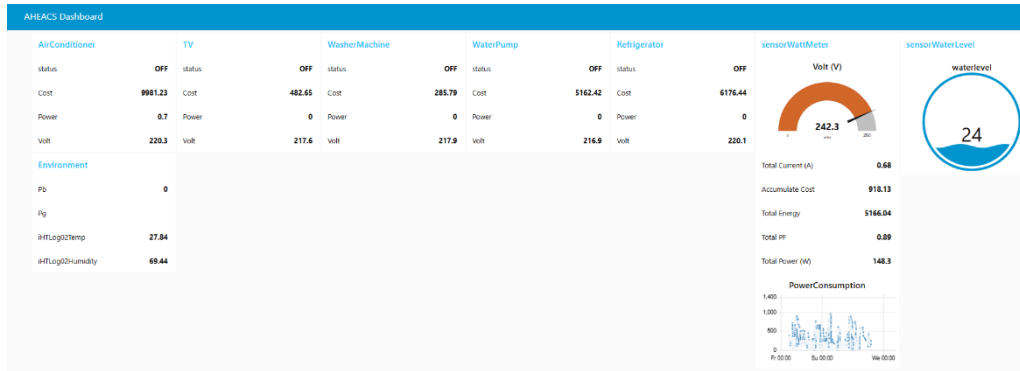 AHEACS Dashboard
AirConditioner
status OFF
Cost 9981.23
Power 0.7
Volt 220.3
Environment
Pb 0
Pg
iHTLog02Temp 27.84
iHTLog02Humidity 69.44
TV
status OFF
Cost 482.65
Power 0
Volt 217.6
WasherMachine
status OFF
Cost 285.79
Power 0
Volt 217.9
WaterPump
status OFF
Cost 5162.42
Power 0
Volt 216.9
Refrigerator
status OFF
Cost 6176.44
Power 0
Volt 220.1
sensorWattMeter
Volt (V)
242.3
Total Current (A) 0.68
Accumulate Cost 918.13
Total Energy 5166.04
Total PF 0.89
Total Power (W) 148.3
PowerConsumption
1,400
1,000
500
0
Fr 00:00 Su 00:00 We 00:00
sensorWaterLevel
waterlevel
24